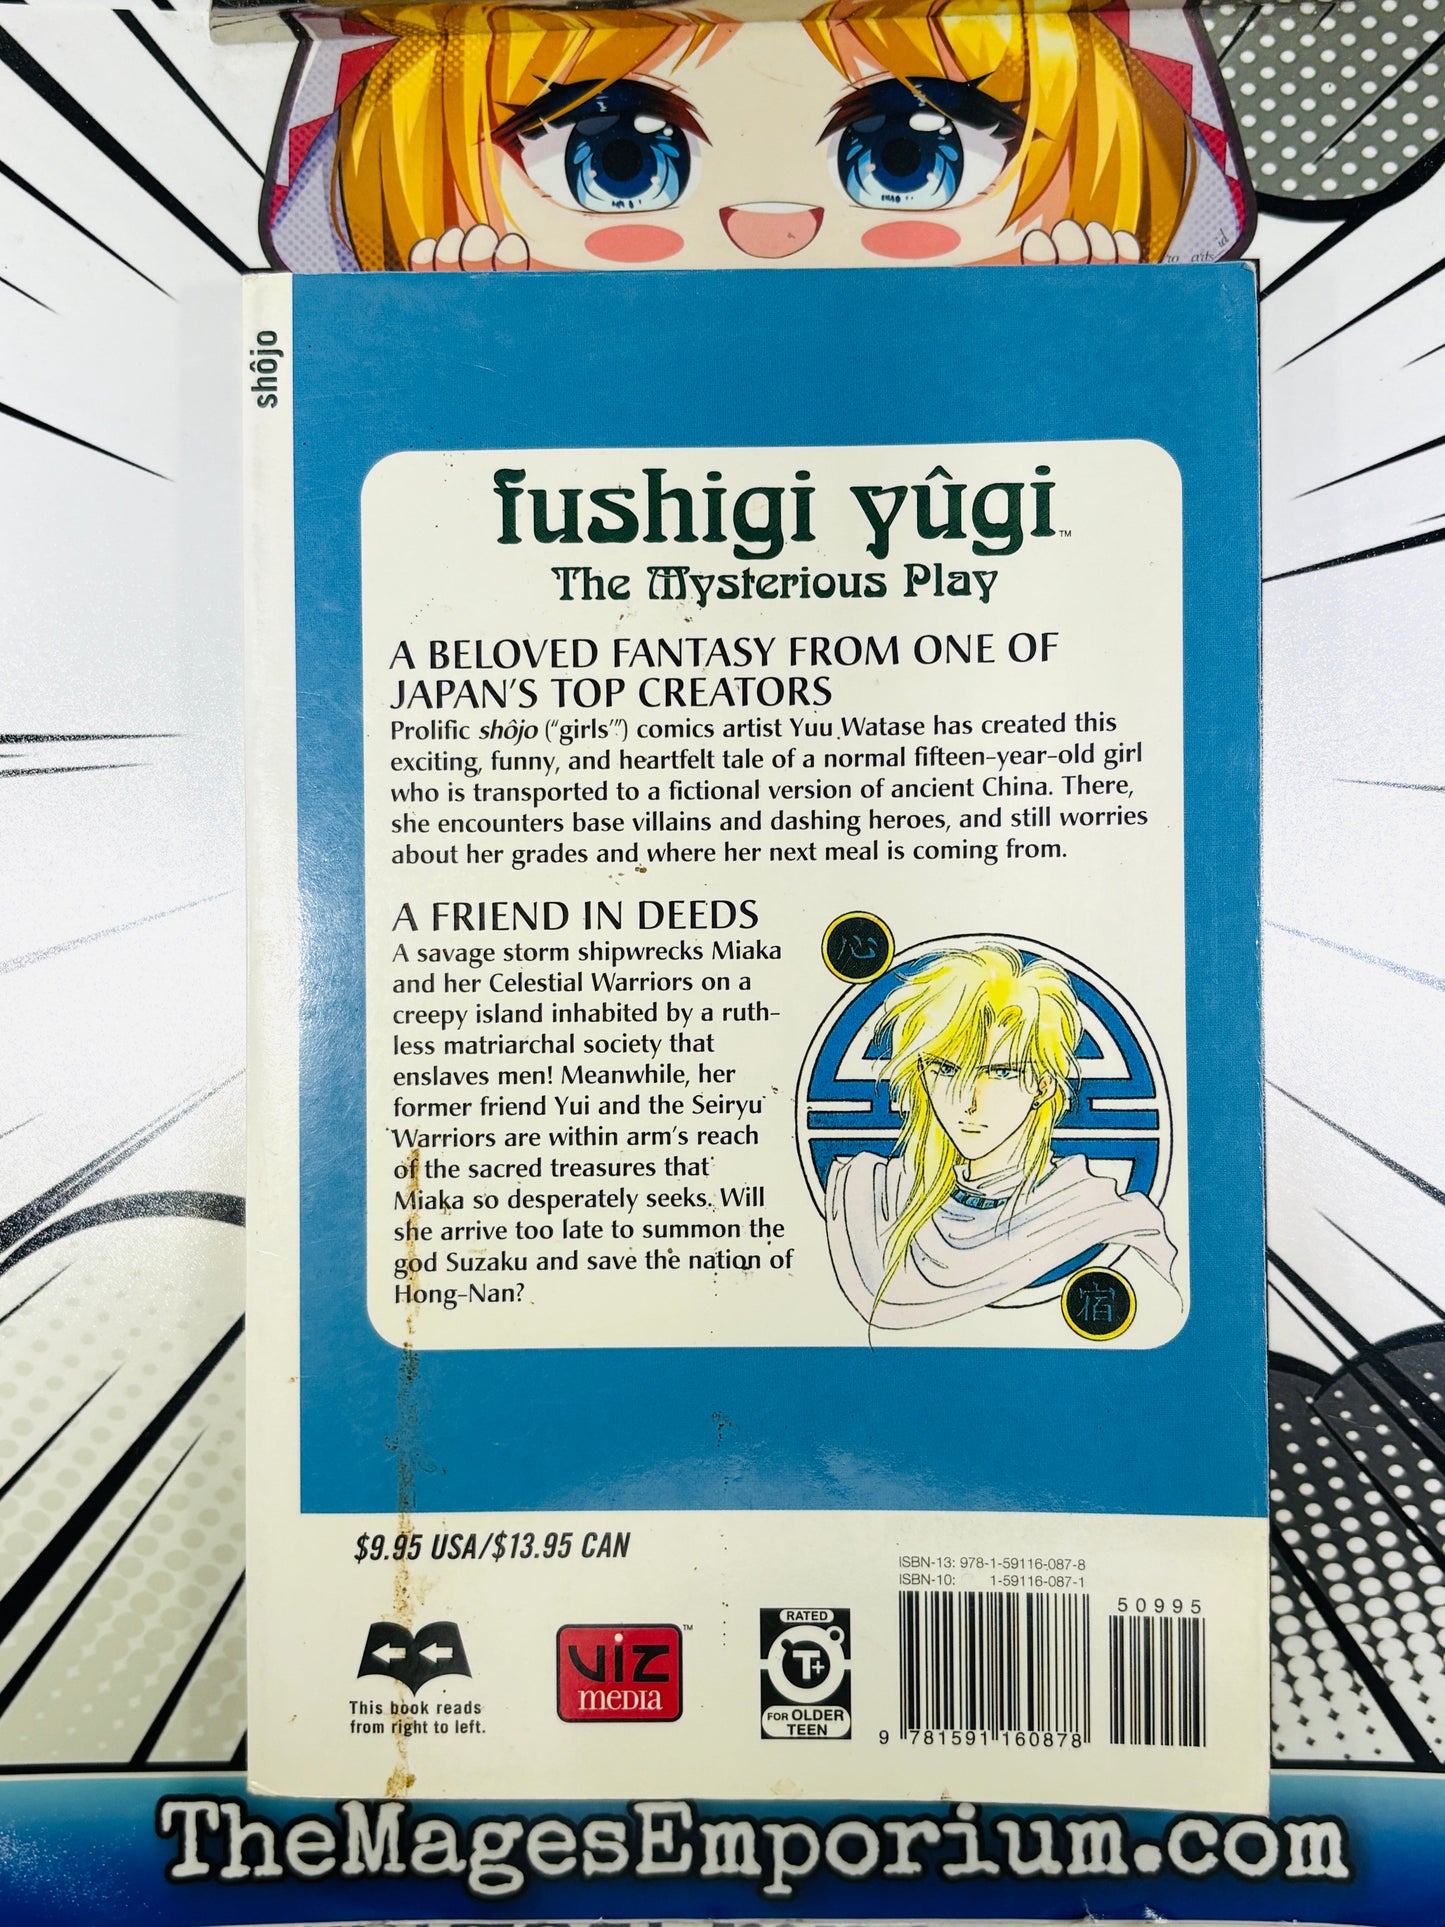 shôjo
fushigi yûgi™
The Mysterious Play
A BELOVED FANTASY FROM ONE OF
JAPAN'S TOP CREATORS
Prolific shôjo ("girls'") comics artist Yuu Watase has created this
exciting, funny, and heartfelt tale of a normal fifteen-year-old girl
who is transported to a fictional version of ancient China. There,
she encounters base villains and dashing heroes, and still worries
about her grades and where her next meal is coming from.
A FRIEND IN DEEDS
A savage storm shipwrecks Miaka
and her Celestial Warriors on a
creepy island inhabited by a ruth-
less matriarchal society that
enslaves men! Meanwhile, her
former friend Yui and the Seiryu
Warriors are within arm's reach
of the sacred treasures that
Miaka so desperately seeks. Will
she arrive too late to summon the
god Suzaku and save the nation of
Hong-Nan?
心
宿
$9.95 USA/$13.95 CAN
This book reads
from right to left.
VIZ
MEDIA
™
RATED
T+
FOR OLDER
TEEN
ISBN-13: 978-1-59116-087-8
ISBN-10: 1-59116-087-1
50995
9 781591 160878
TheMagesEmporium.com